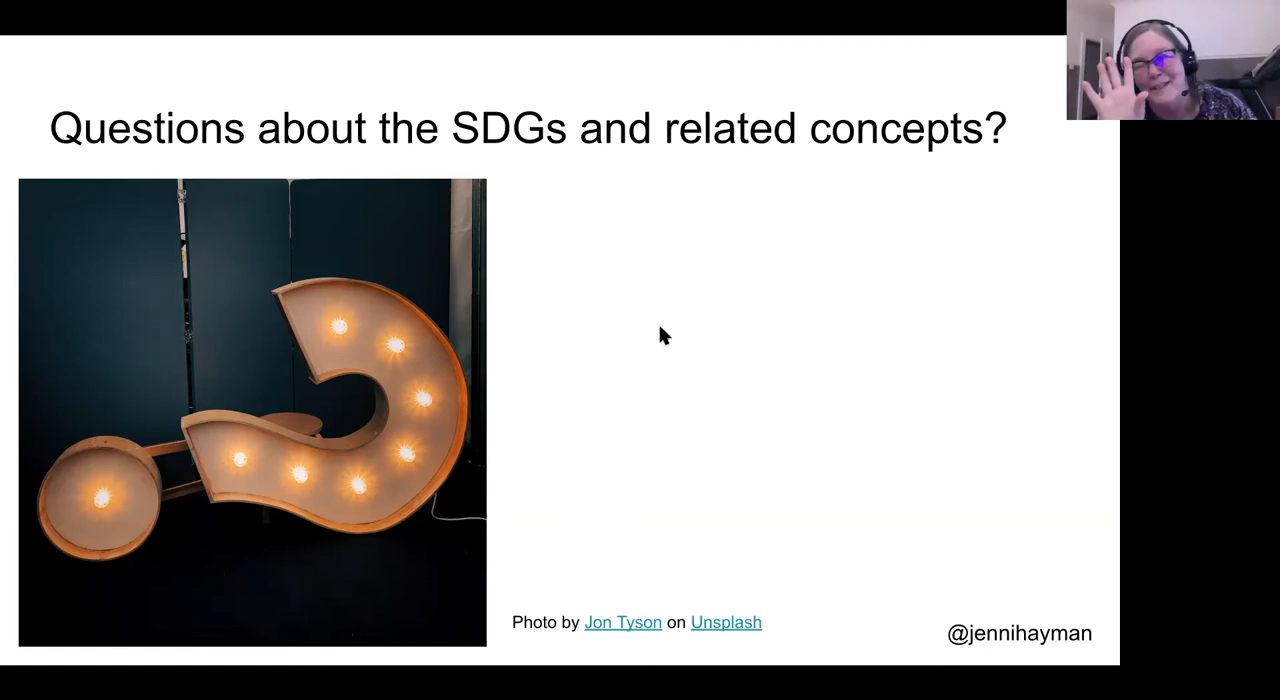 Questions about the SDGs and related concepts?
Photo by Jon Tyson on Unsplash
@jennihayman